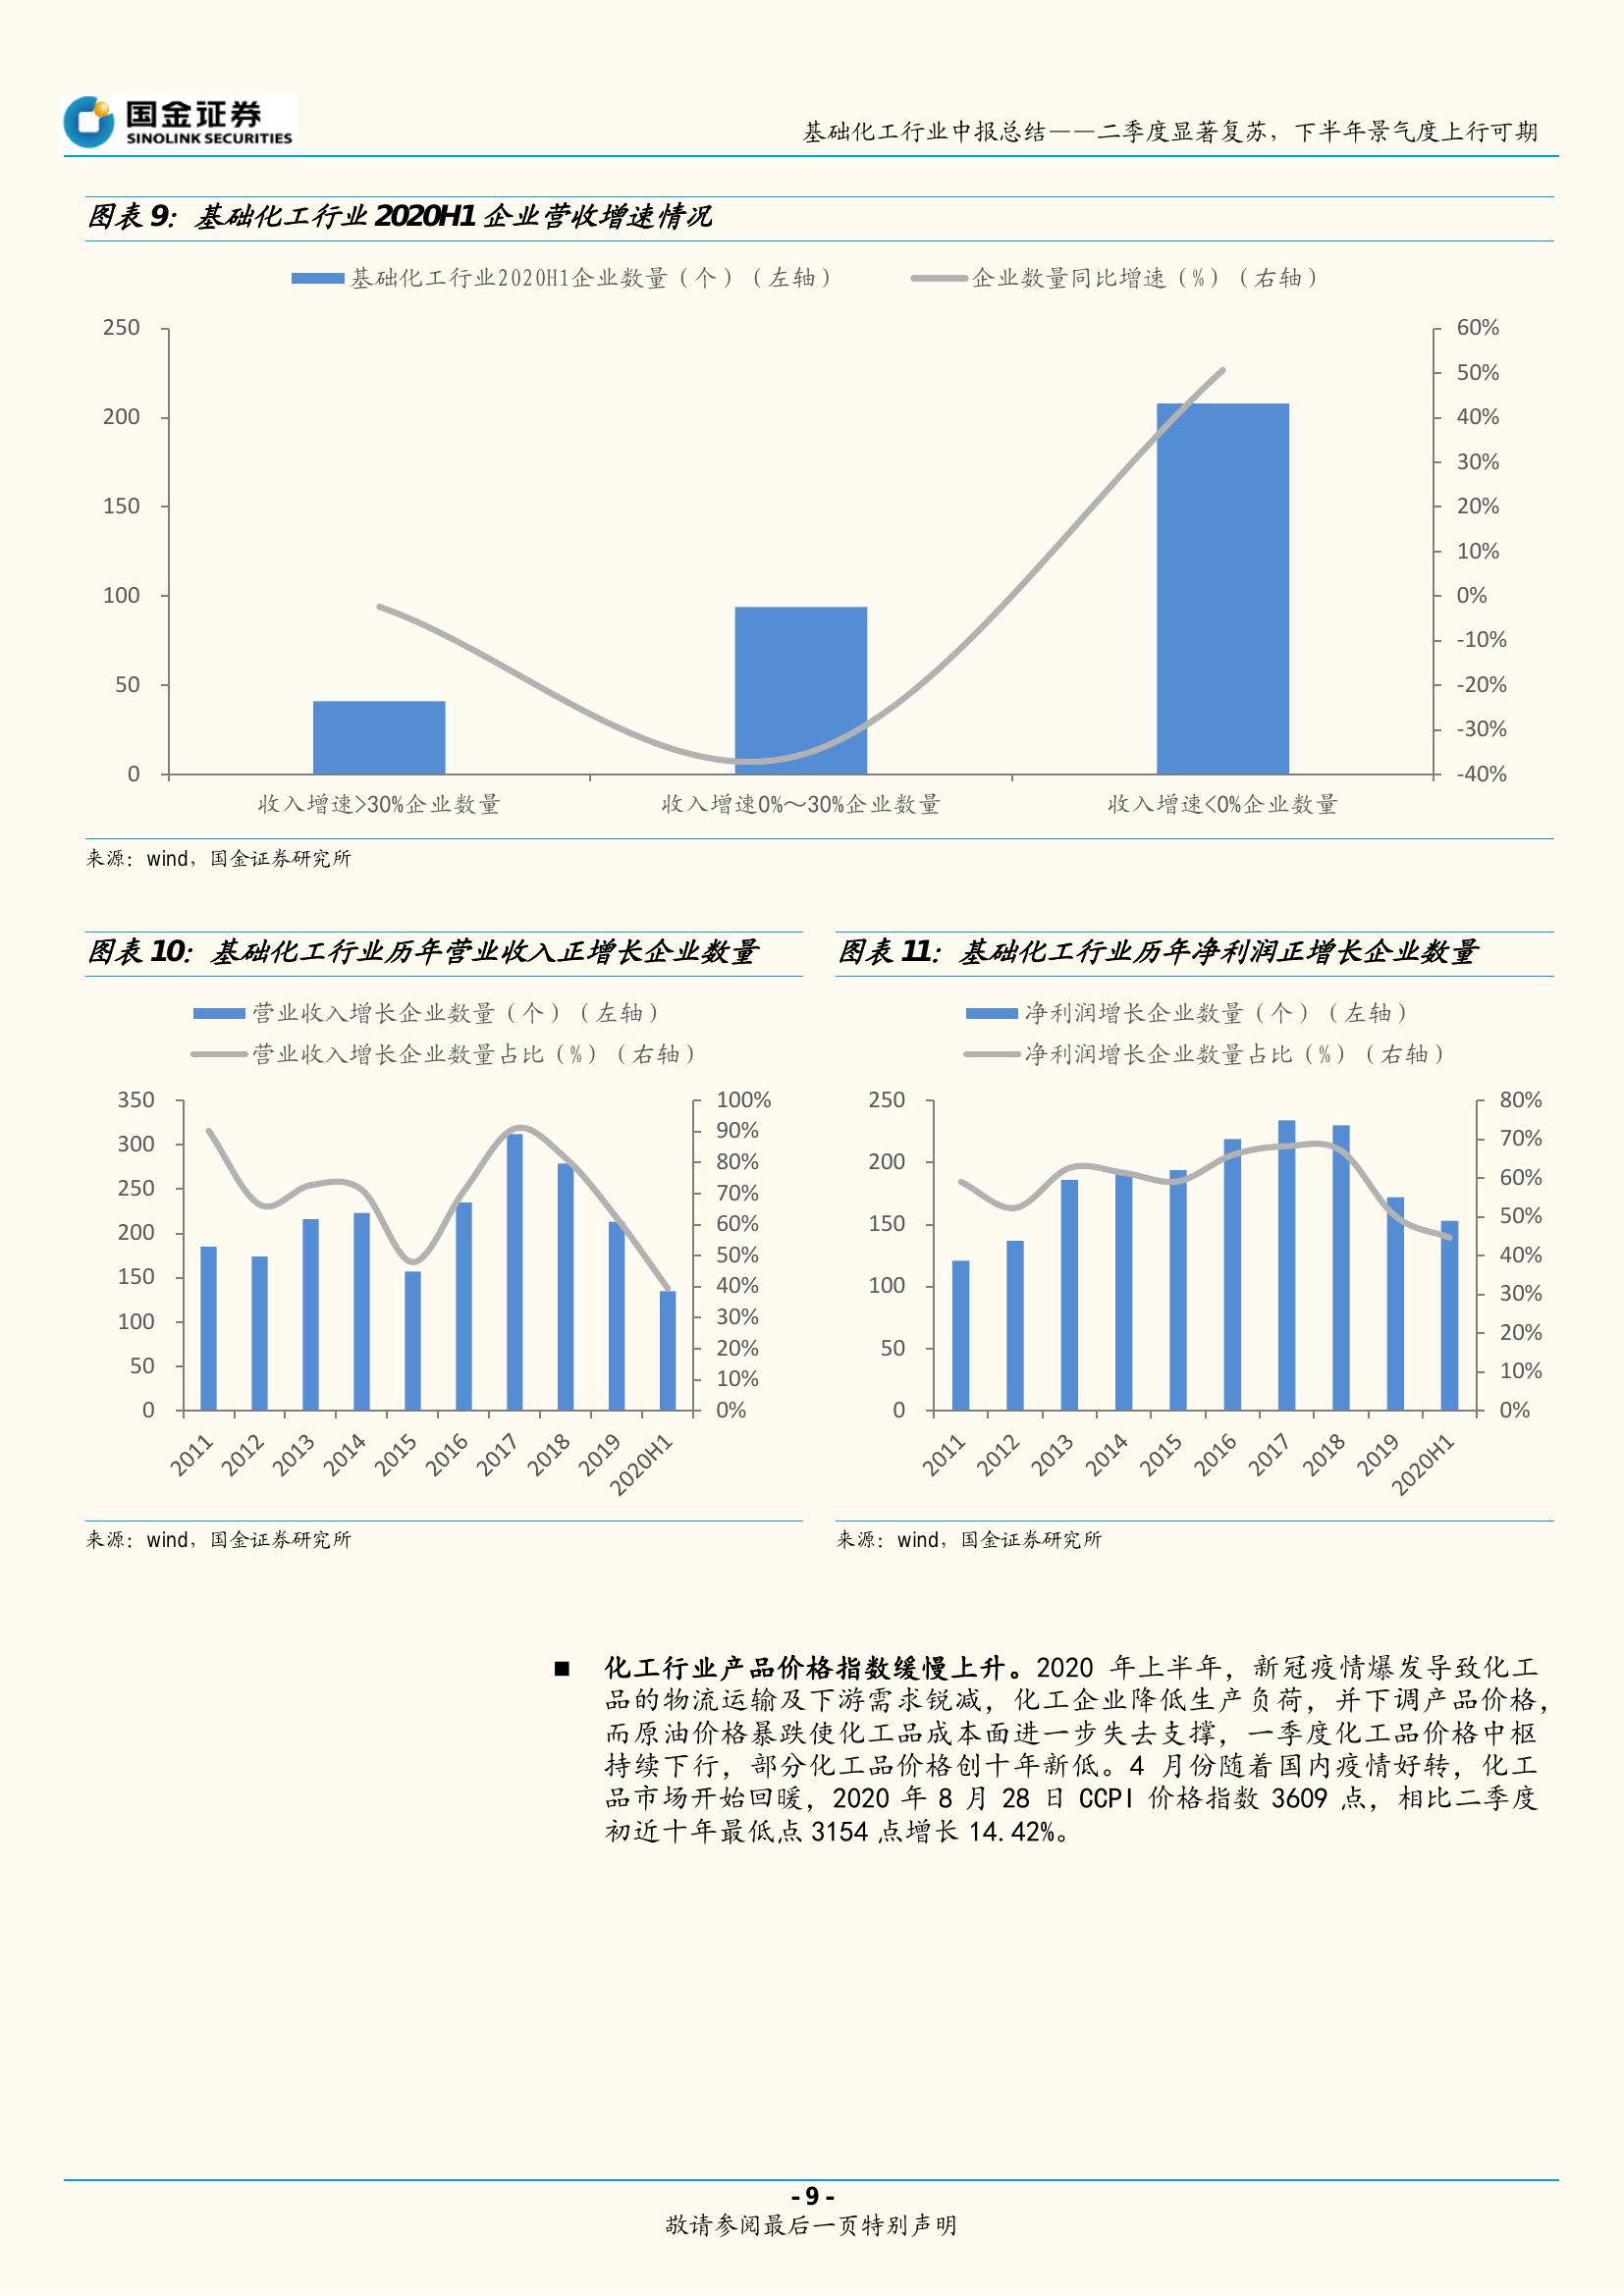 国金证券
SINOLINK SECURITIES
基础化工行业中报总结——二季度显著复苏，下半年景气度上行可期
图表 9：基础化工行业 2020H1 企业营收增速情况
基础化工行业2020H1企业数量（个）（左轴） 企业数量同比增速（%）（右轴）
250 60%
50%
200 40%
30%
150 20%
10%
100 0%
-10%
50 -20%
-30%
0 -40%
收入增速>30%企业数量 收入增速0%～30%企业数量 收入增速<0%企业数量
来源：wind，国金证券研究所
图表 10：基础化工行业历年营业收入正增长企业数量
营业收入增长企业数量（个）（左轴）
营业收入增长企业数量占比（%）（右轴）
350 100%
300 90%
250 80%
200 70%
150 60%
100 50%
50 40%
0 30%
20%
10%
0%
2011 2012 2013 2014 2015 2016 2017 2018 2019 2020H1
来源：wind，国金证券研究所
图表 11：基础化工行业历年净利润正增长企业数量
净利润增长企业数量（个）（左轴）
净利润增长企业数量占比（%）（右轴）
250 80%
200 70%
150 60%
100 50%
50 40%
0 30%
20%
10%
0%
2011 2012 2013 2014 2015 2016 2017 2018 2019 2020H1
来源：wind，国金证券研究所
■ 化工行业产品价格指数缓慢上升。2020 年上半年，新冠疫情爆发导致化工
品的物流运输及下游需求锐减，化工企业降低生产负荷，并下调产品价格，
而原油价格暴跌使化工品成本面进一步失去支撑，一季度化工品价格中枢
持续下行，部分化工品价格创十年新低。4 月份随着国内疫情好转，化工
品市场开始回暖，2020 年 8 月 28 日 CCPI 价格指数 3609 点，相比二季度
初近十年最低点 3154 点增长 14.42%。
- 9 -
敬请参阅最后一页特别声明